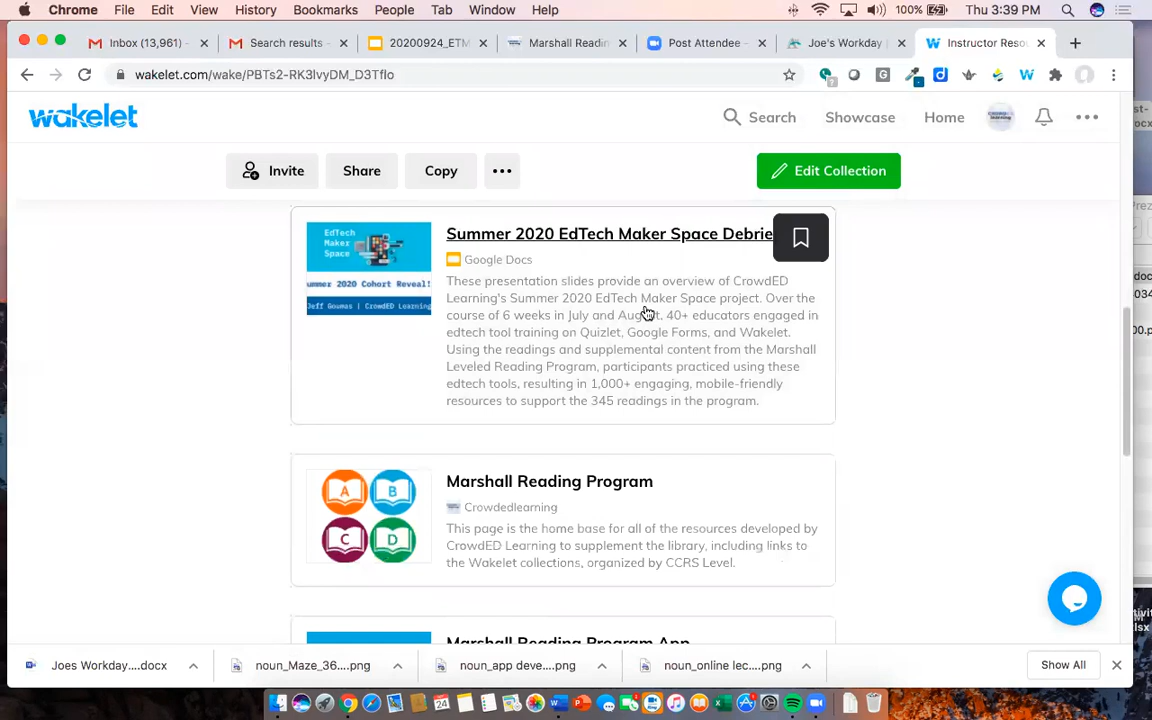 Chrome File Edit View History Bookmarks People Tab Window Help 100% Thu 3:39 PM
Inbox (13,961) - Search results - 20200924_ETM Marshall Readin Post Attendee - Joe's Workday Instructor Reso
wakelet.com/wake/PBTs2-RK3lvyDM_D3Tflo
wakelet Search Showcase Home
Invite Share Copy Edit Collection
EdTech
Maker
Space
ummer 2020 Cohort Reveal!
Jeff Goumas | CrowdED Learning
Summer 2020 EdTech Maker Space Debrie
Google Docs
These presentation slides provide an overview of CrowdED
Learning's Summer 2020 EdTech Maker Space project. Over the
course of 6 weeks in July and August, 40+ educators engaged in
edtech tool training on Quizlet, Google Forms, and Wakelet.
Using the readings and supplemental content from the Marshall
Leveled Reading Program, participants practiced using these
edtech tools, resulting in 1,000+ engaging, mobile-friendly
resources to support the 345 readings in the program.
A B
C D
Marshall Reading Program
Crowdedlearning
This page is the home base for all of the resources developed by
CrowdED Learning to supplement the library, including links to
the Wakelet collections, organized by CCRS Level.
Marshall Reading Program App
Joes Workday....docx noun_Maze_36....png noun_app deve....png noun_online lec....png Show All